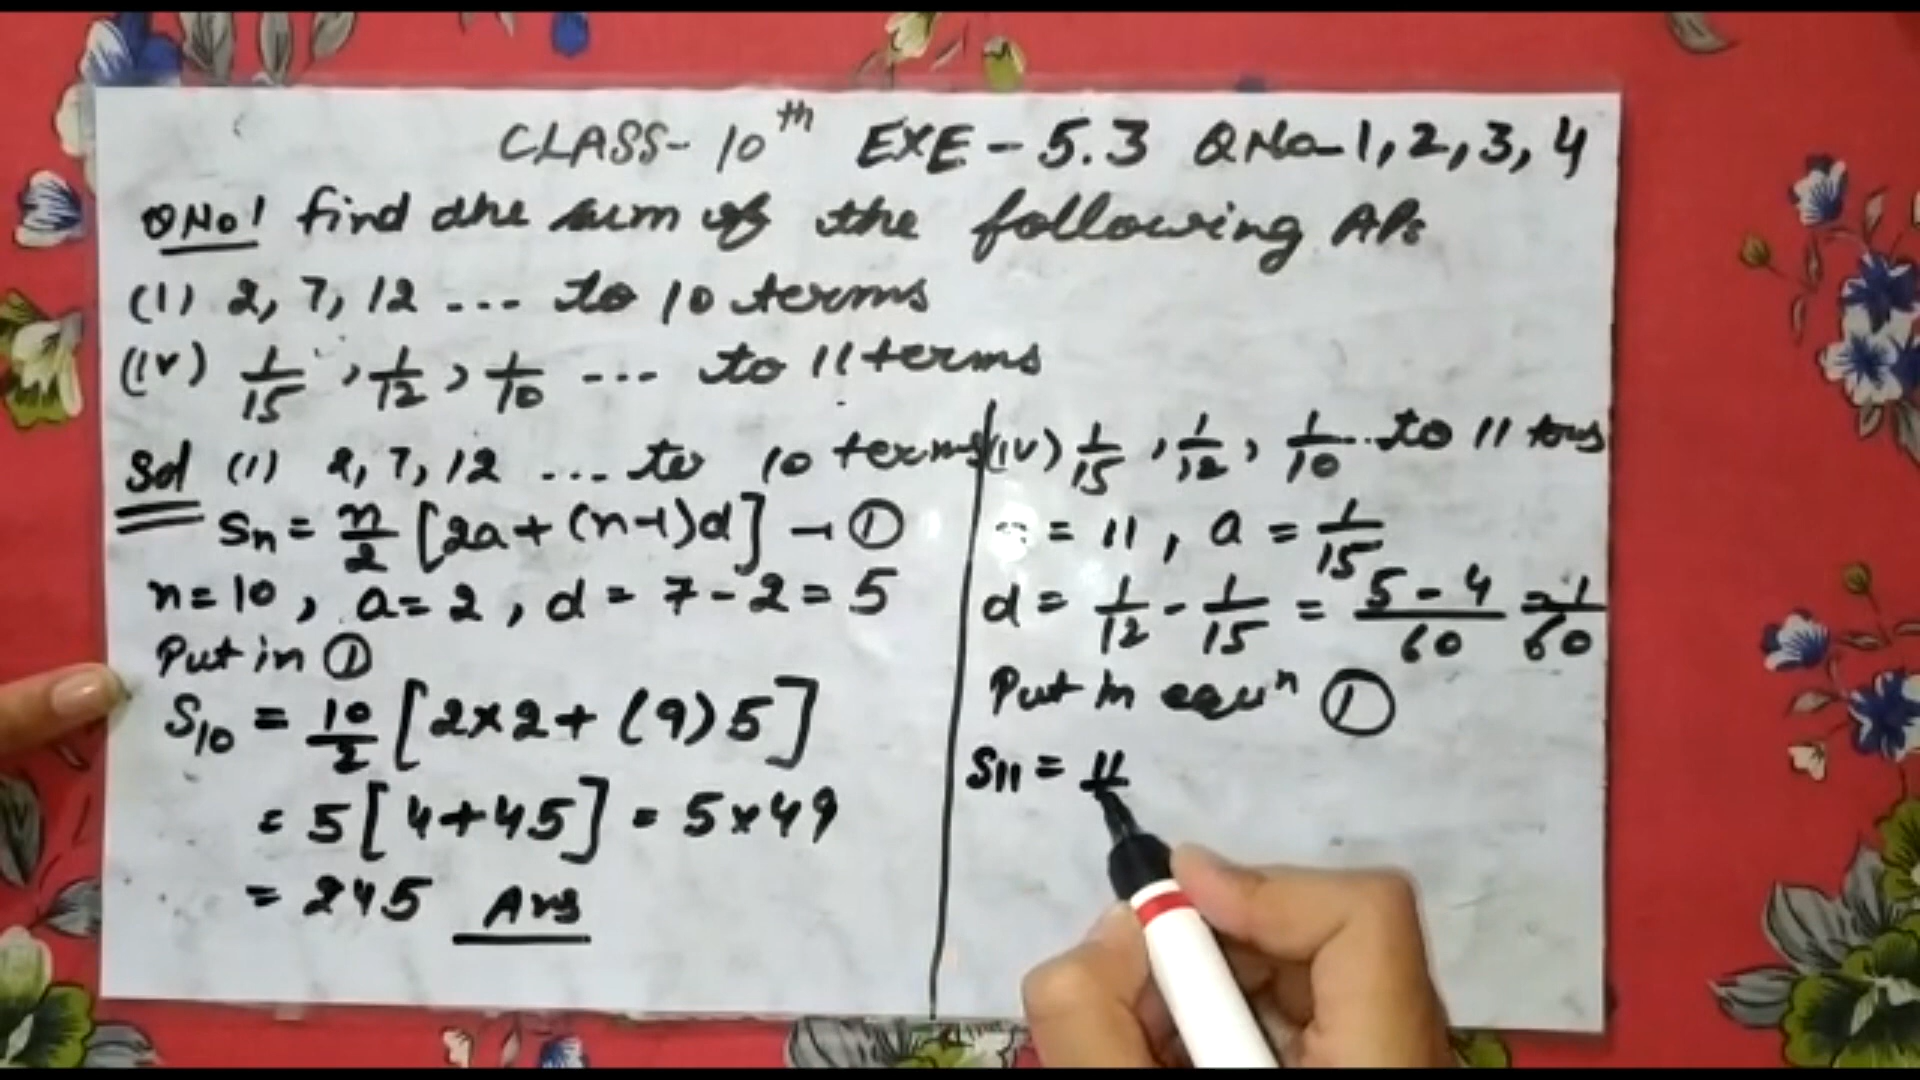 CLASS- 10th EXE - 5.3 QNo-1,2,3,4
QNo1 find the sum of the following APs
(1) 2, 7, 12 ... to 10 terms
(iv) 1/15, 1/12, 1/10 ... to 11 terms
Sol (1) 2, 7, 12 .... to 10 terms
Sn = n/2 [2a + (n-1)d] - ①
n=10, a=2, d = 7-2 = 5
Put in ①
S10 = 10/2 [2×2 + (9)5]
= 5[4+45] = 5×49
= 245 Ans
(iv) 1/15, 1/12, 1/10 ... to 11
= 11, a = 1/15
d = 1/12 - 1/15 = 5-4/60 = 1/60
Put in equn ①
S11 = 11